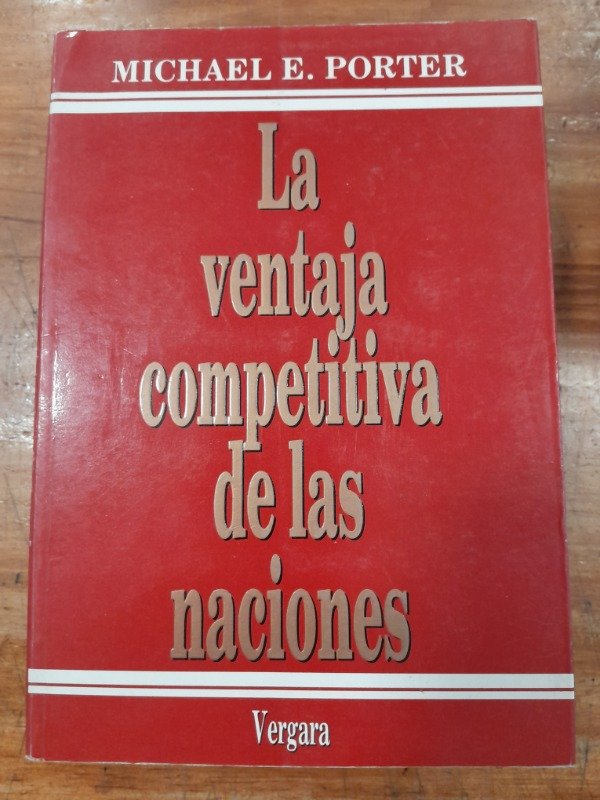 MICHAEL E. PORTER
La
ventaja
competitiva
de las
naciones
Vergara